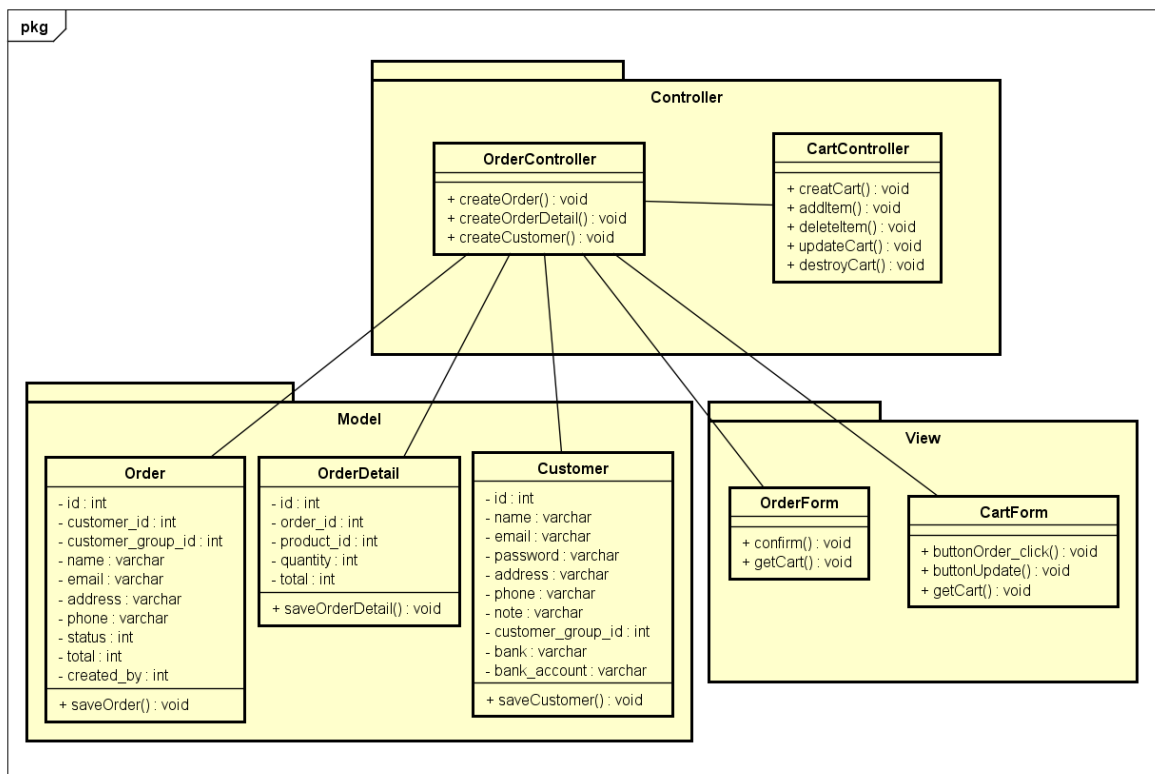 pkg
Controller
OrderController
+ createOrder() : void
+ createOrderDetail() : void
+ createCustomer() : void
CartController
+ creatCart() : void
+ addItem() : void
+ deleteItem() : void
+ updateCart() : void
+ destroyCart() : void
Model
Order
- id : int
- customer_id : int
- customer_group_id : int
- name : varchar
- email : varchar
- address : varchar
- phone : varchar
- status : int
- total : int
- created_by : int
+ saveOrder() : void
OrderDetail
- id : int
- order_id : int
- product_id : int
- quantity : int
- total : int
+ saveOrderDetail() : void
Customer
- id : int
- name : varchar
- email : varchar
- password : varchar
- address : varchar
- phone : varchar
- note : varchar
- customer_group_id : int
- bank : varchar
- bank_account : varchar
+ saveCustomer() : void
View
OrderForm
+ confirm() : void
+ getCart() : void
CartForm
+ buttonOrder_click() : void
+ buttonUpdate() : void
+ getCart() : void